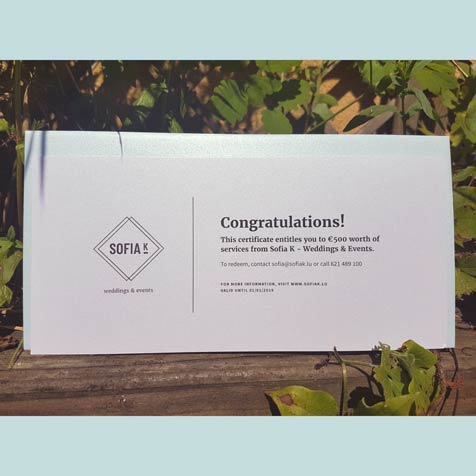 SOFIA K
weddings & events
Congratulations!
This certificate entitles you to €500 worth of
services from Sofia K - Weddings & Events.
To redeem, contact sofia@sofiak.lu or call 621 489 100
FOR MORE INFORMATION, VISIT WWW.SOFIAK.LU
VALID UNTIL 01/01/2019